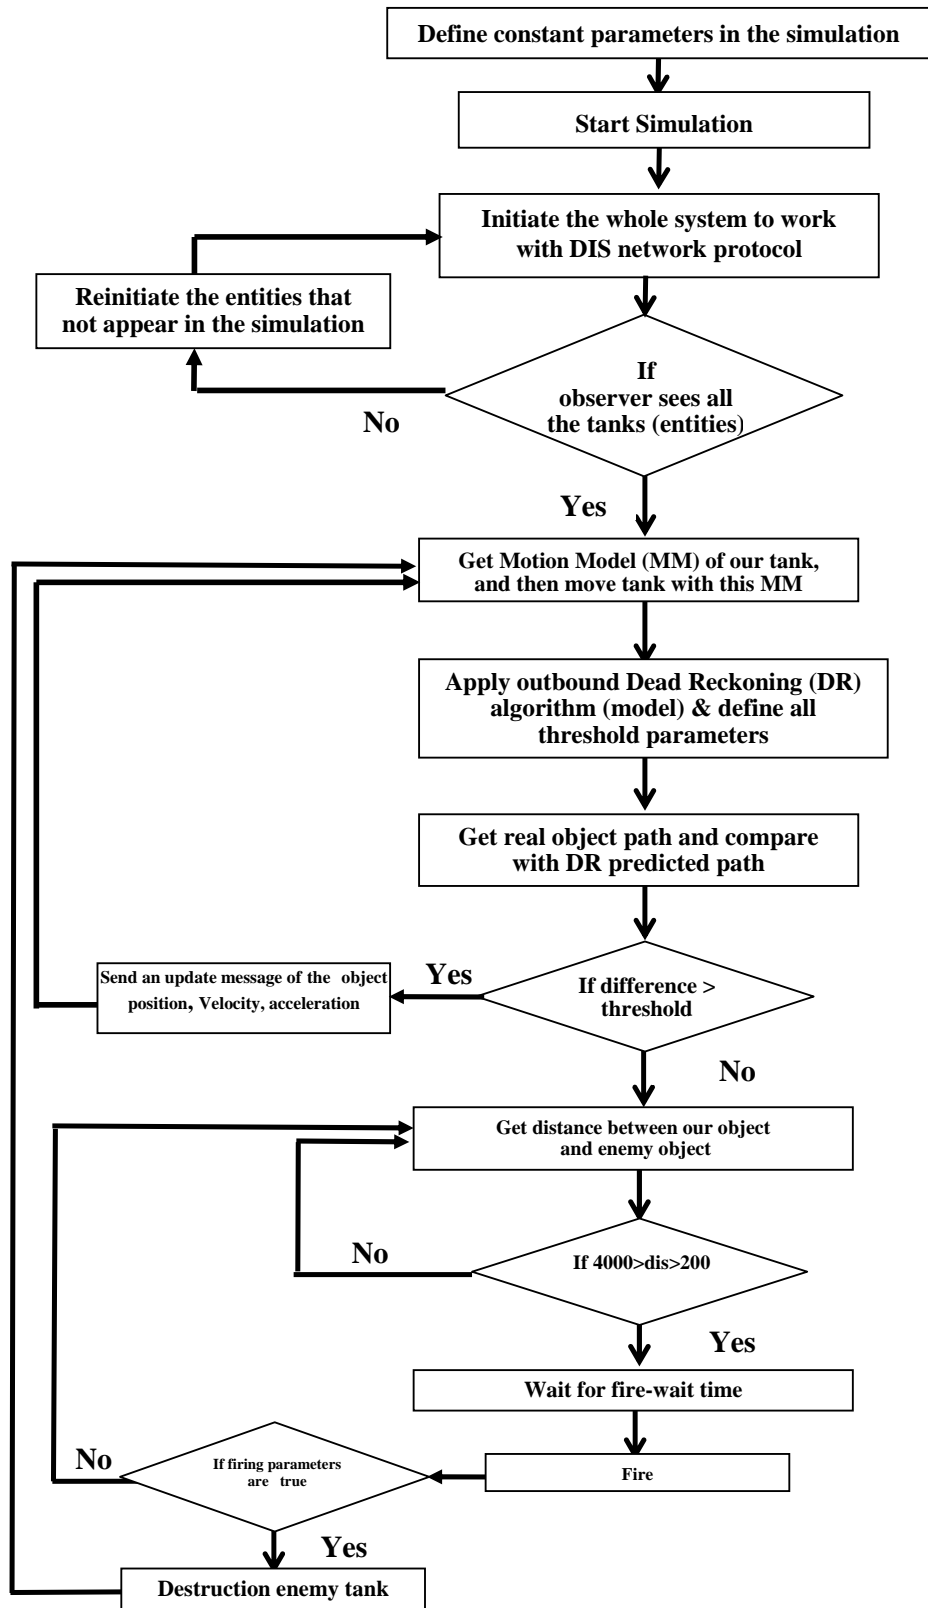 Define constant parameters in the simulation
Start Simulation
Initiate the whole system to work
with DIS network protocol
Reinitiate the entities that
not appear in the simulation
If
observer sees all
the tanks (entities)
No
Yes
Get Motion Model (MM) of our tank,
and then move tank with this MM
Apply outbound Dead Reckoning (DR)
algorithm (model) & define all
threshold parameters
Get real object path and compare
with DR predicted path
If difference >
threshold
Yes
Send an update message of the object
position, Velocity, acceleration
No
Get distance between our object
and enemy object
If 4000>dis>200
No
Yes
Wait for fire-wait time
Fire
If firing parameters
are true
No
Yes
Destruction enemy tank